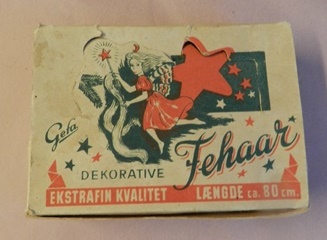 Gefa
DEKORATIVE Fehaar
EKSTRAFIN KVALITET LÆNGDE ca. 80 cm.